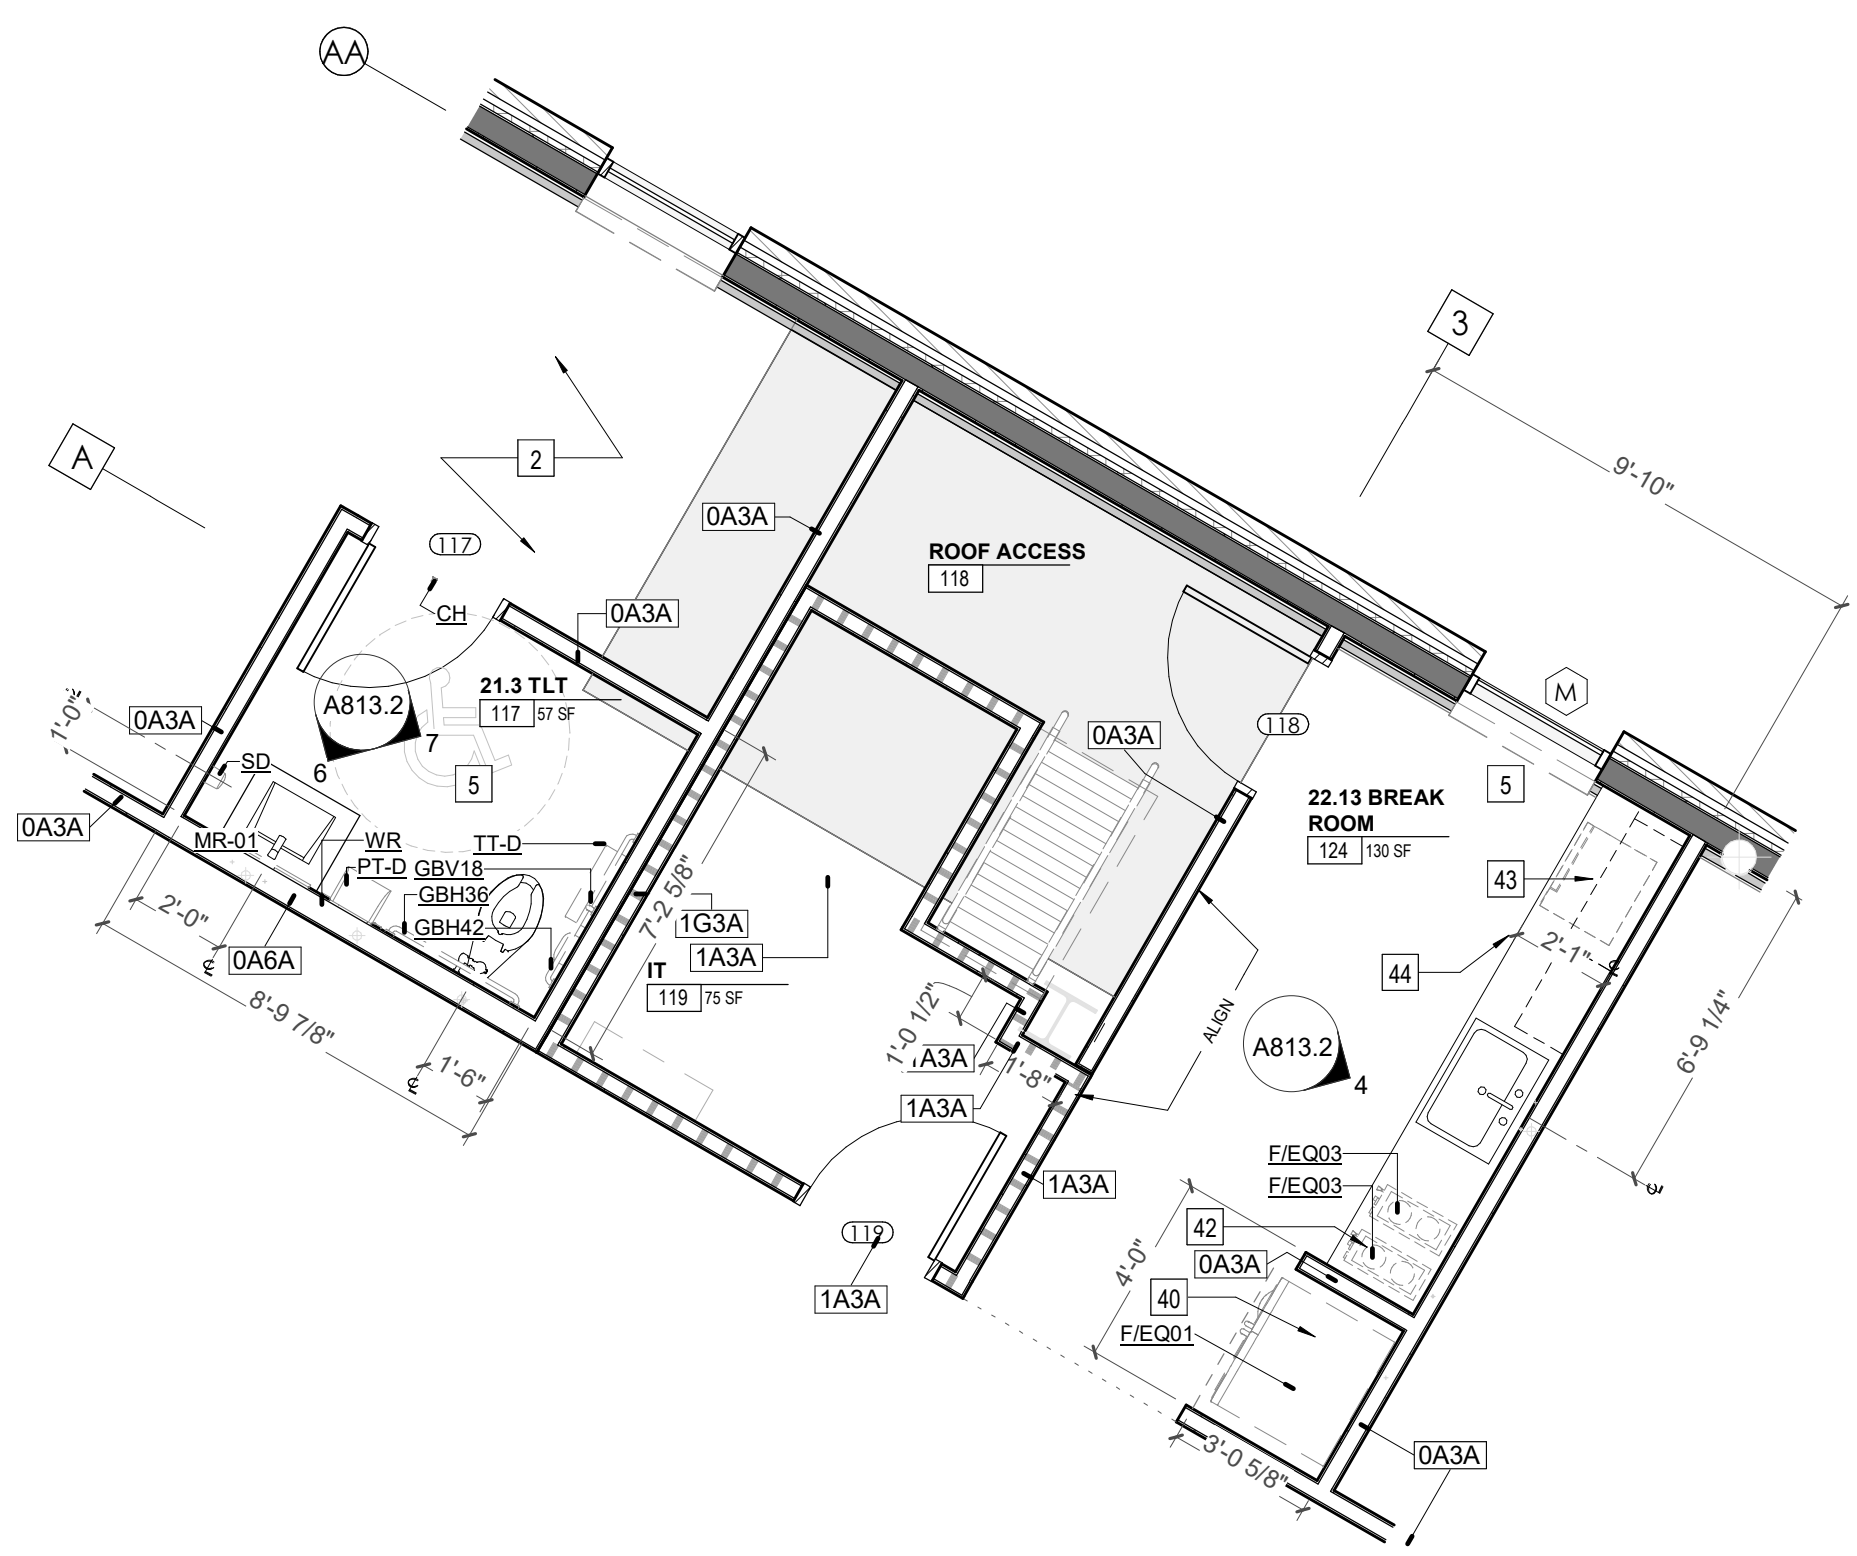 AA
3
A
9'-10"
2
0A3A
117
ROOF ACCESS
118
CH
0A3A
21.3 TLT
117 57 SF
A813.2
7
6
M
0A3A
118
1'-0"
0A3A
SD
5
5
22.13 BREAK
ROOM
124 130 SF
0A3A
MR-01
WR
TT-D
PT-D
GBV18
GBH36
GBH42
7'-2 5/8"
43
2'-0"
1G3A
1A3A
0A6A
44
2'-1"
IT
119 75 SF
8'-9 7/8"
1'-0 1/2"
ALIGN
A813.2
4
6'-9 1/4"
1'-6"
1'-8"
1A3A
1A3A
F/EQ03
F/EQ03
42
119
0A3A
4'-0"
1A3A
40
F/EQ01
3'-0 5/8"
0A3A